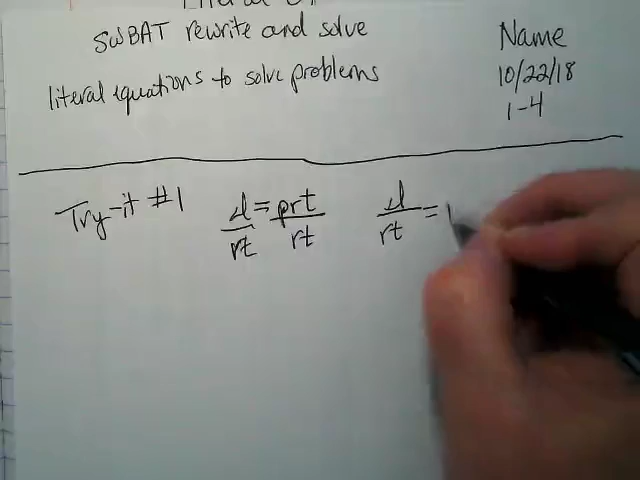 SWBAT rewrite and solve
literal equations to solve problems
Name
10/22/18
1-4
Try-it #1
d/rt = prt/rt
d/rt =